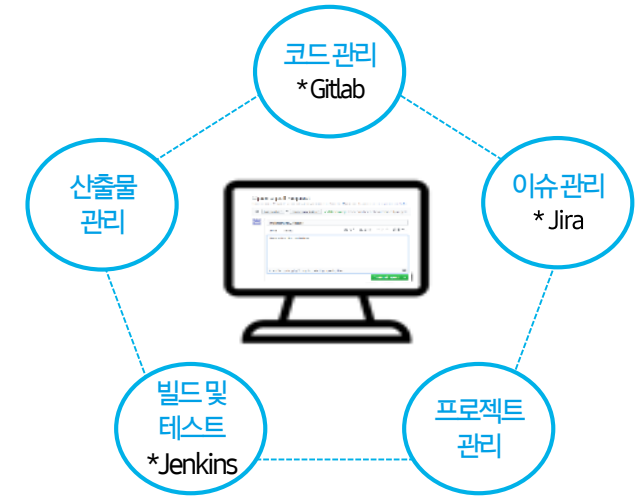 코드 관리
*Gitlab
산출물
관리
이슈 관리
* Jira
빌드 및
테스트
*Jenkins
프로젝트
관리